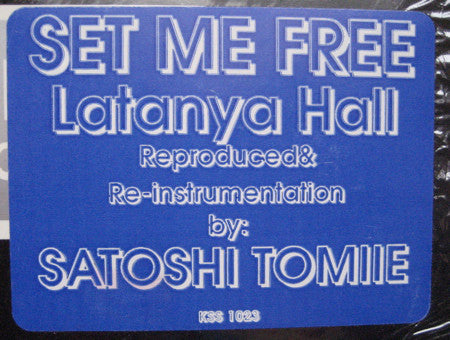 SET ME FREE
Latanya Hall
Reproduced&
Re-instrumentation
by:
SATOSHI TOMIIE
KSS 1023